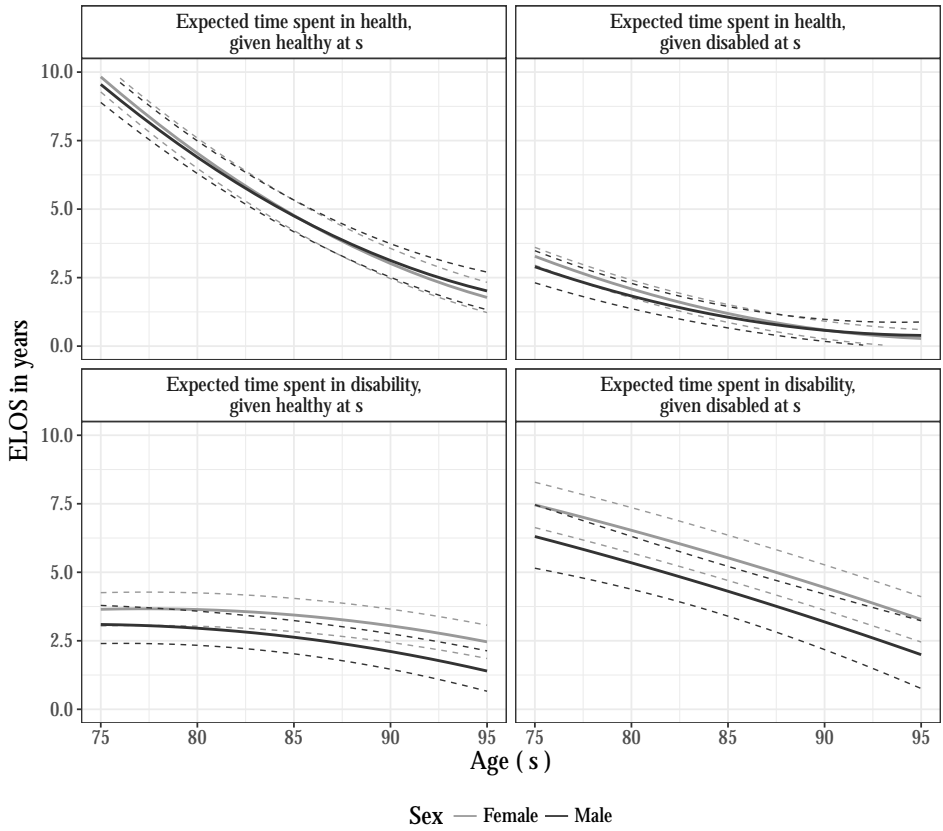 Expected time spent in health,
given healthy at s
Expected time spent in health,
given disabled at s
10.0
7.5
5.0
2.5
0.0
Expected time spent in disability,
given healthy at s
Expected time spent in disability,
given disabled at s
10.0
7.5
5.0
2.5
0.0
ELOS in years
75 80 85 90 95 75 80 85 90 95
Age ( s )
Sex Female Male